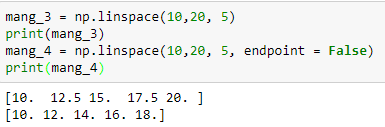 mang_3 = np.linspace(10,20, 5)
print(mang_3)
mang_4 = np.linspace(10,20, 5, endpoint = False)
print(mang_4)
[10.  12.5 15.  17.5 20. ]
[10. 12. 14. 16. 18.]